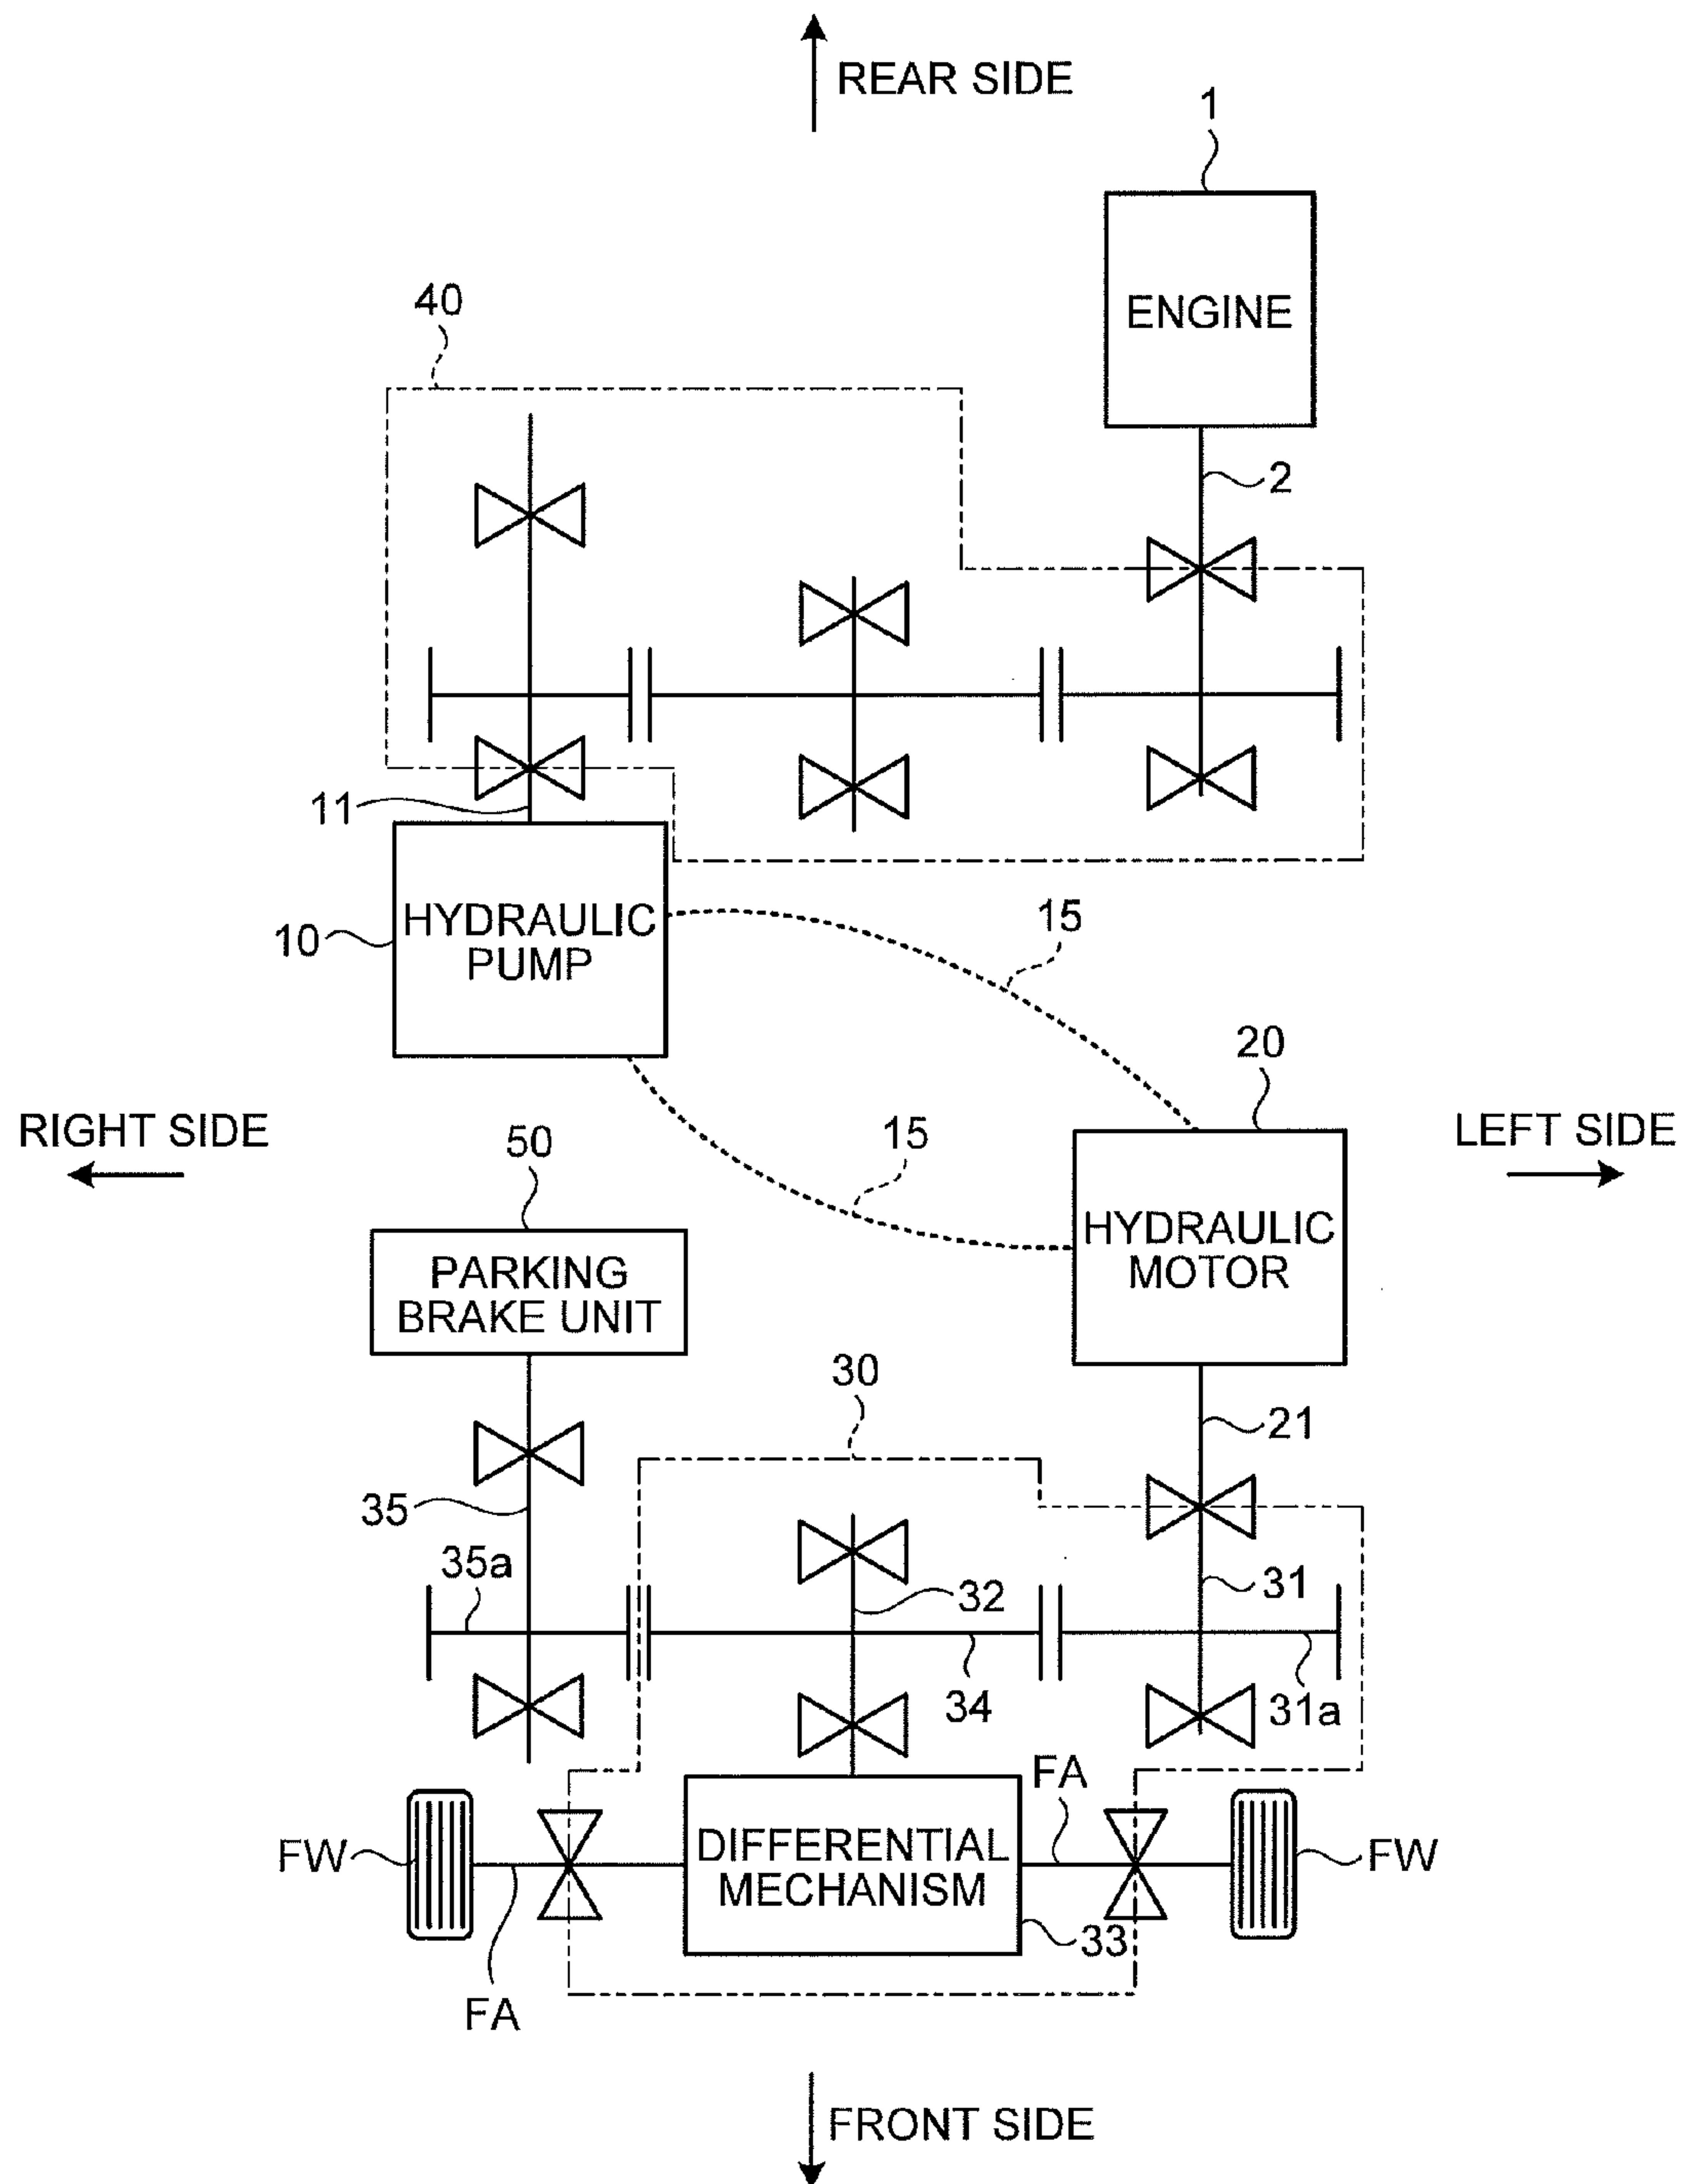 REAR SIDE
1
ENGINE
40
2
11
HYDRAULIC
PUMP
10
15
20
RIGHT SIDE
50
15
LEFT SIDE
HYDRAULIC
MOTOR
PARKING
BRAKE UNIT
30
21
35
35a
32
31
34
31a
FA
FW
DIFFERENTIAL
MECHANISM
FW
33
FA
FRONT SIDE